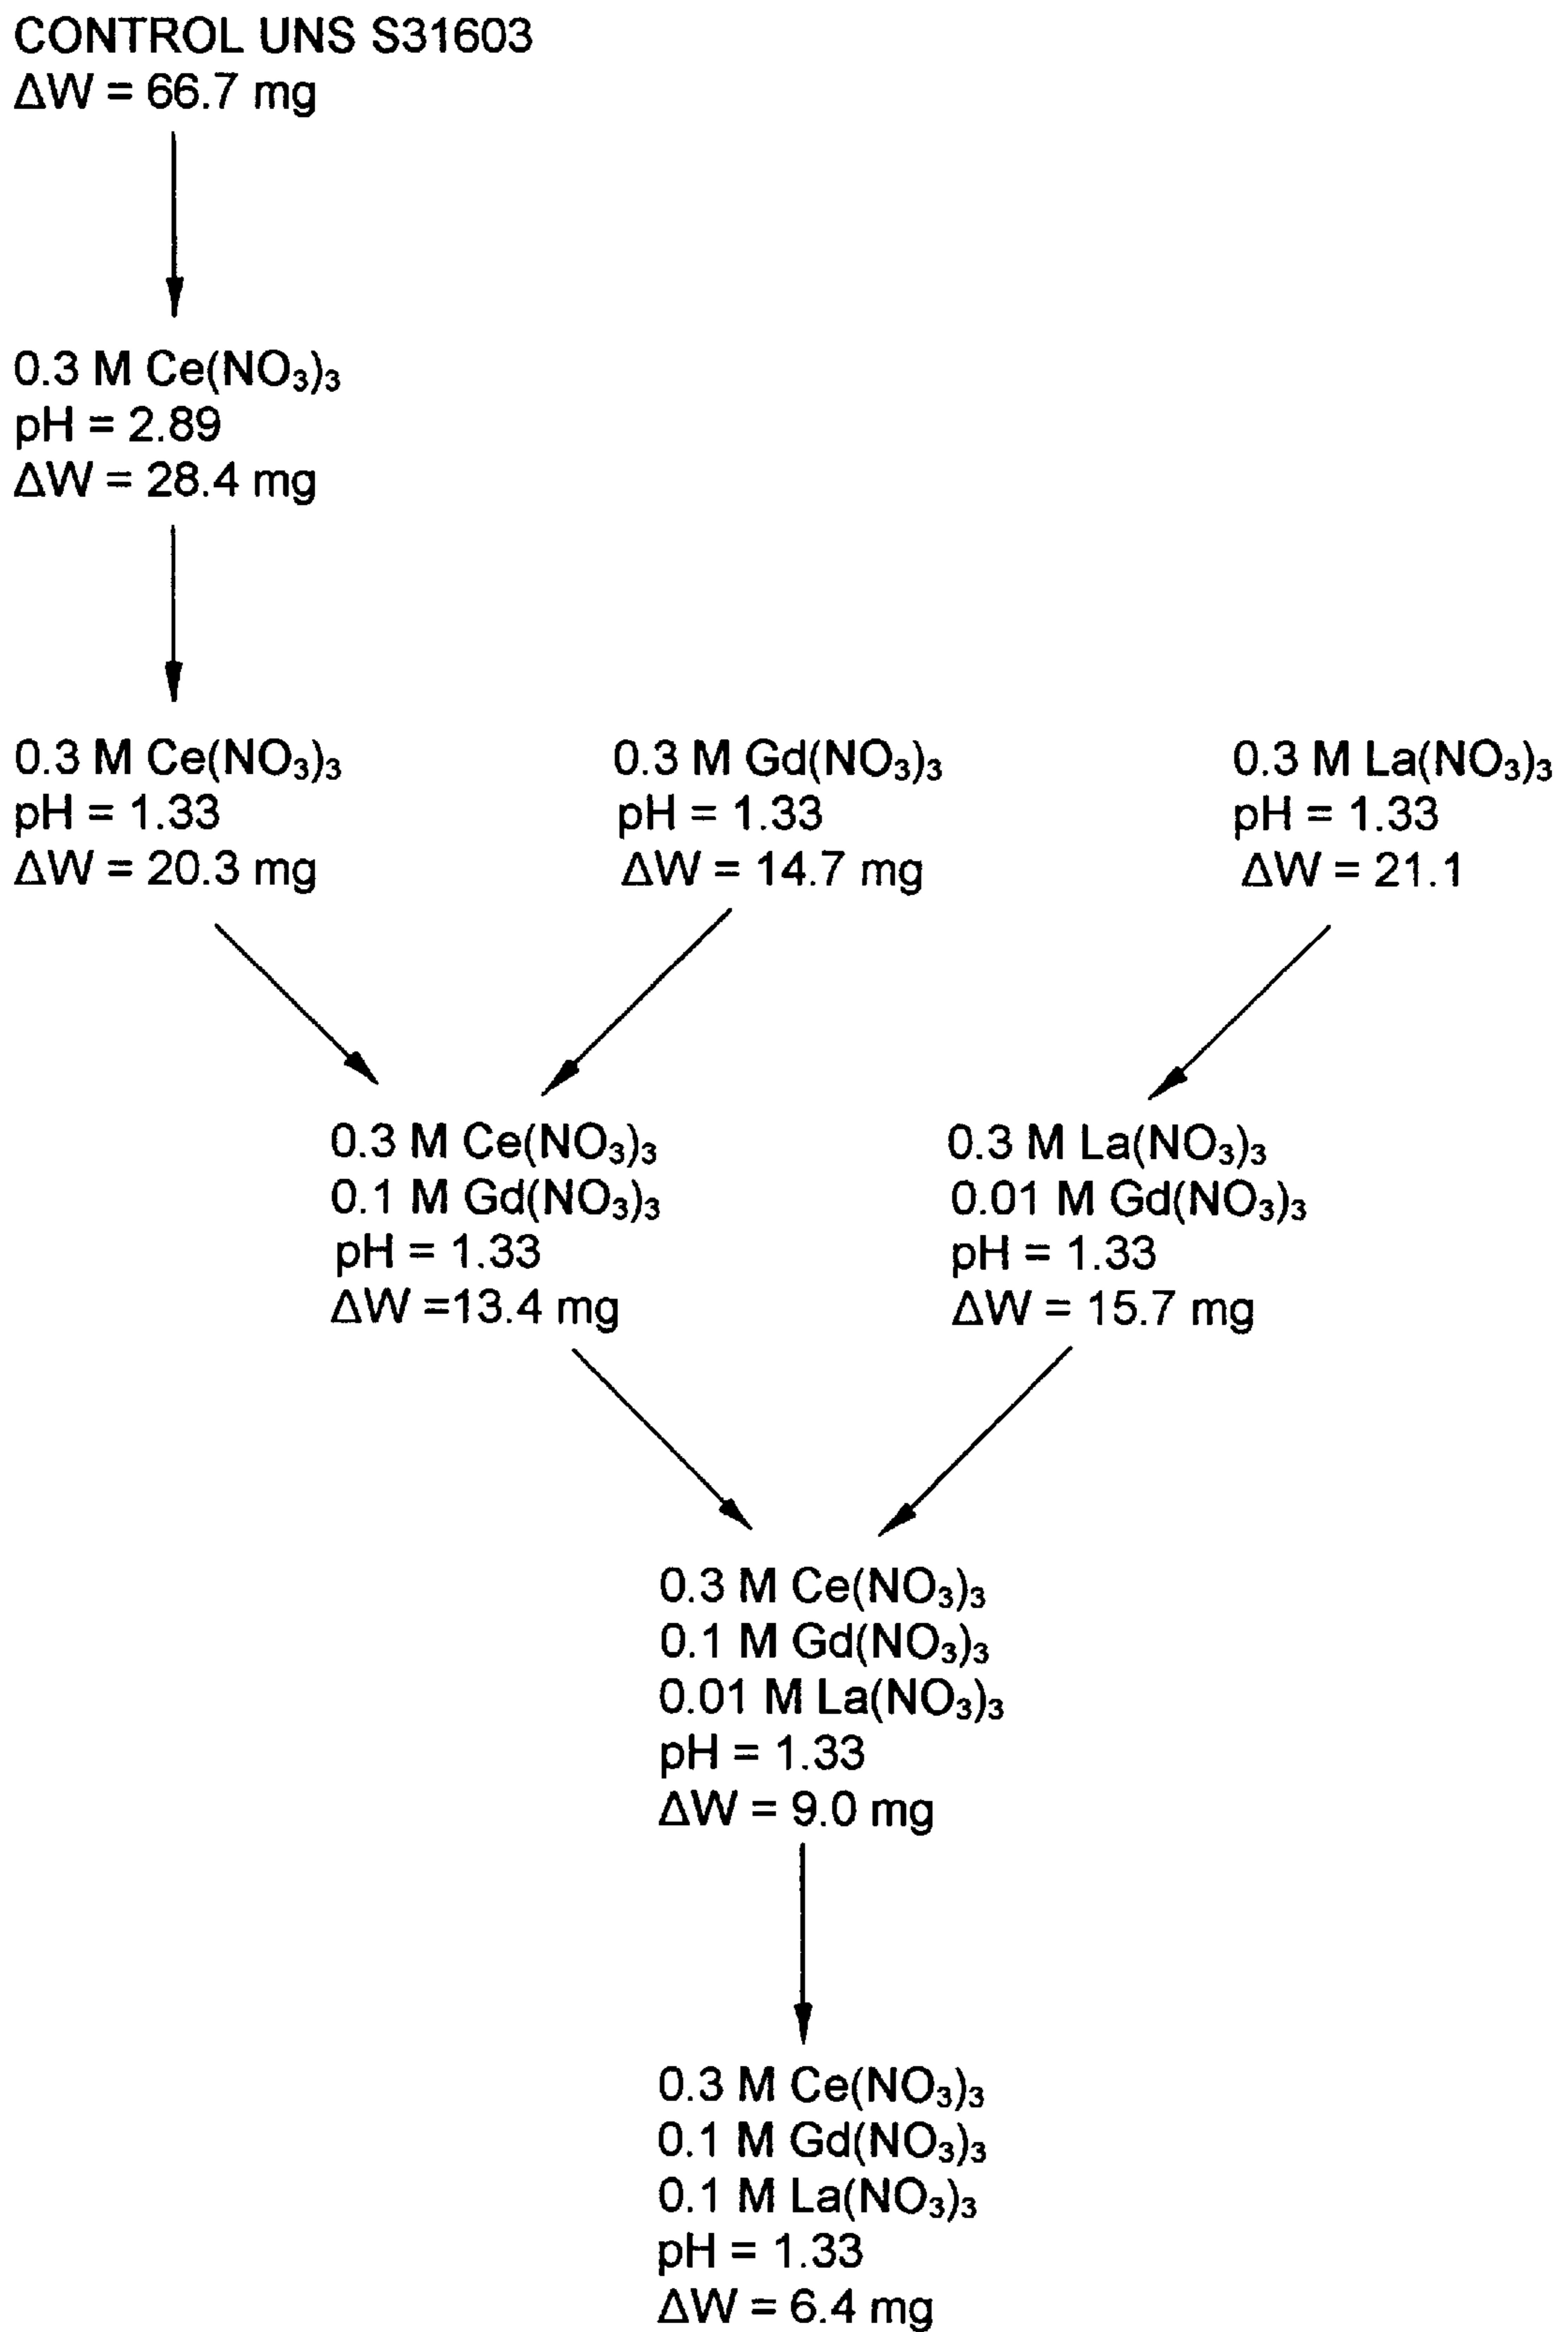 CONTROL UNS S31603
ΔW = 66.7 mg
0.3 M Ce(NO₃)₃
pH = 2.89
ΔW = 28.4 mg
0.3 M Ce(NO₃)₃
pH = 1.33
ΔW = 20.3 mg
0.3 M Gd(NO₃)₃
pH = 1.33
ΔW = 14.7 mg
0.3 M La(NO₃)₃
pH = 1.33
ΔW = 21.1
0.3 M Ce(NO₃)₃
0.1 M Gd(NO₃)₃
pH = 1.33
ΔW =13.4 mg
0.3 M La(NO₃)₃
0.01 M Gd(NO₃)₃
pH = 1.33
ΔW = 15.7 mg
0.3 M Ce(NO₃)₃
0.1 M Gd(NO₃)₃
0.01 M La(NO₃)₃
pH = 1.33
ΔW = 9.0 mg
0.3 M Ce(NO₃)₃
0.1 M Gd(NO₃)₃
0.1 M La(NO₃)₃
pH = 1.33
ΔW = 6.4 mg